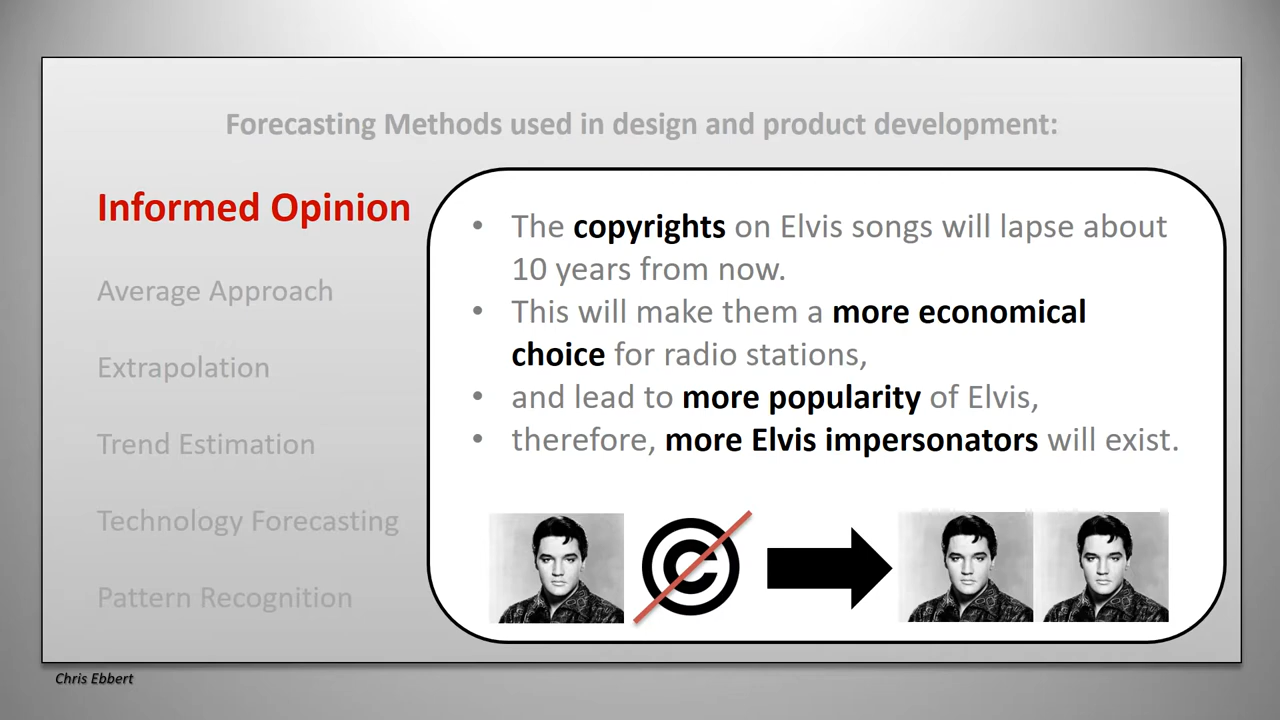 Forecasting Methods used in design and product development:
Informed Opinion
Average Approach
Extrapolation
Trend Estimation
Technology Forecasting
Pattern Recognition
• The copyrights on Elvis songs will lapse about
10 years from now.
• This will make them a more economical
choice for radio stations,
• and lead to more popularity of Elvis,
• therefore, more Elvis impersonators will exist.
©
Chris Ebbert